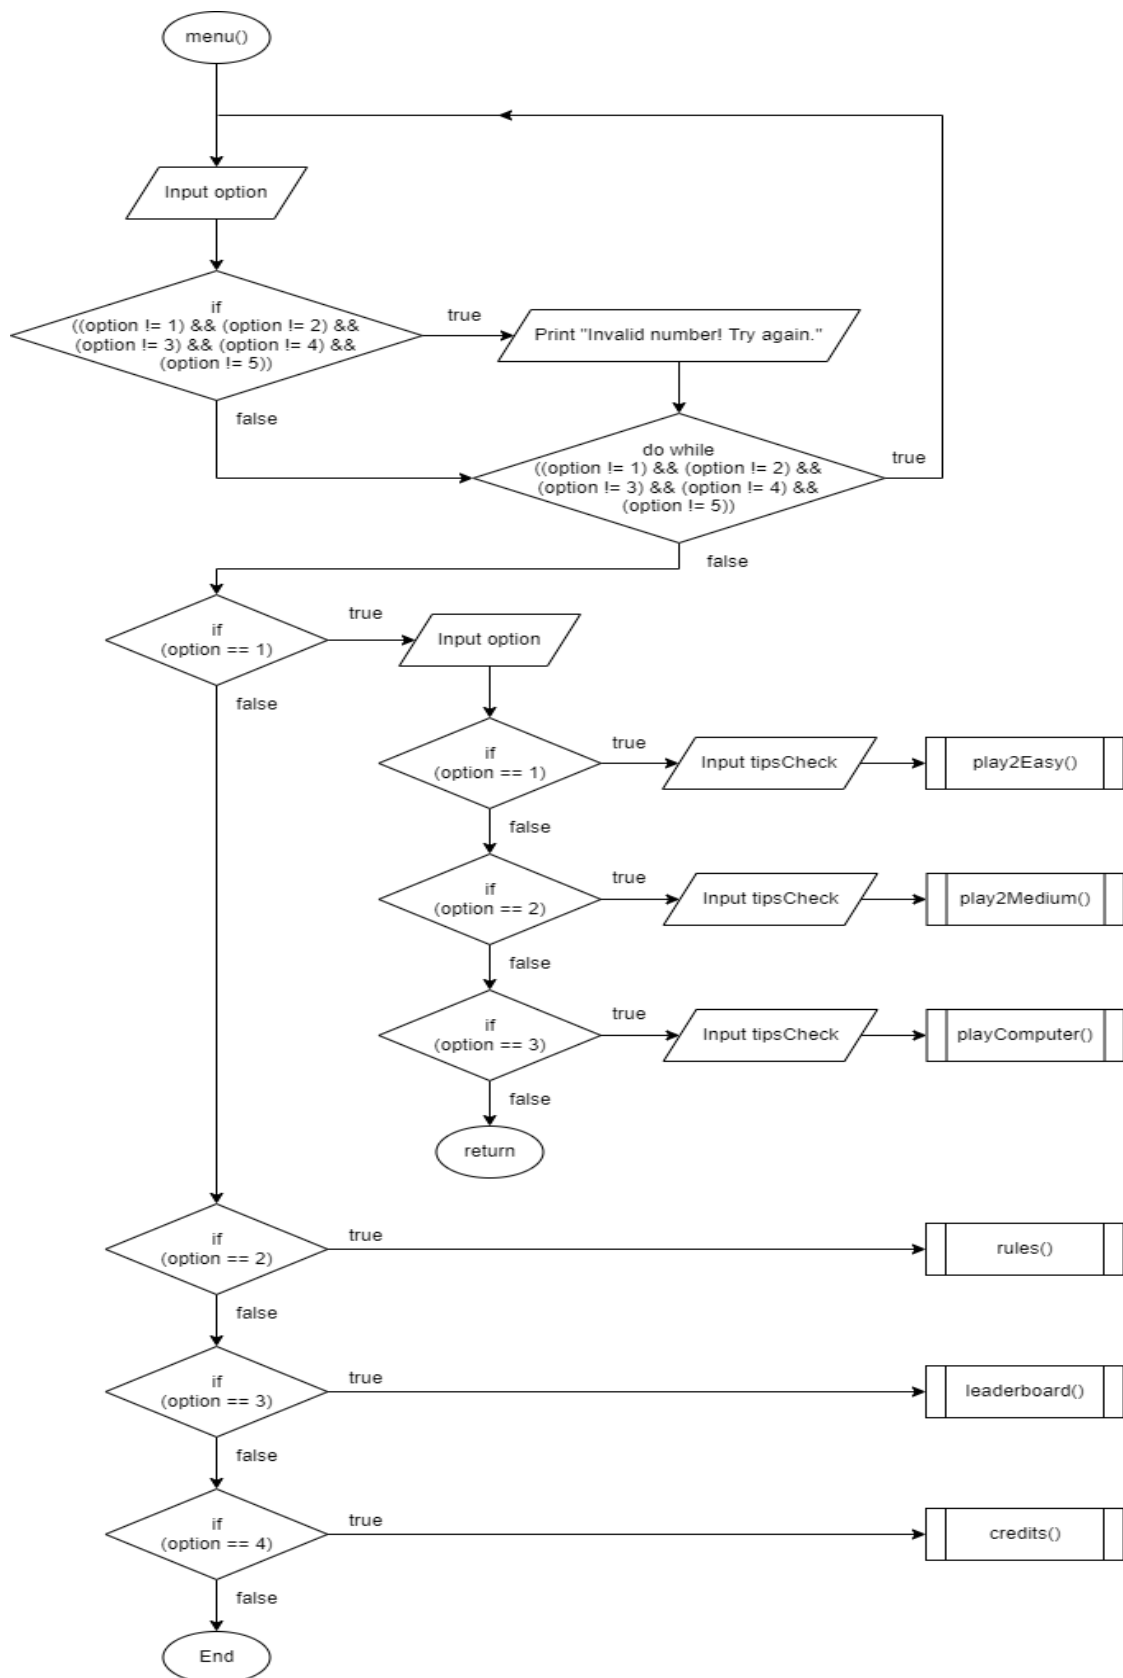 menu()
Input option
if
((option != 1) && (option != 2) &&
(option != 3) && (option != 4) &&
(option != 5))
true
Print "Invalid number! Try again."
false
do while
((option != 1) && (option != 2) &&
(option != 3) && (option != 4) &&
(option != 5))
true
false
if
(option == 1)
true
Input option
false
if
(option == 1)
true
Input tipsCheck
play2Easy()
false
if
(option == 2)
true
Input tipsCheck
play2Medium()
false
if
(option == 3)
true
Input tipsCheck
playComputer()
false
return
if
(option == 2)
true
rules()
false
if
(option == 3)
true
leaderboard()
false
if
(option == 4)
true
credits()
false
End